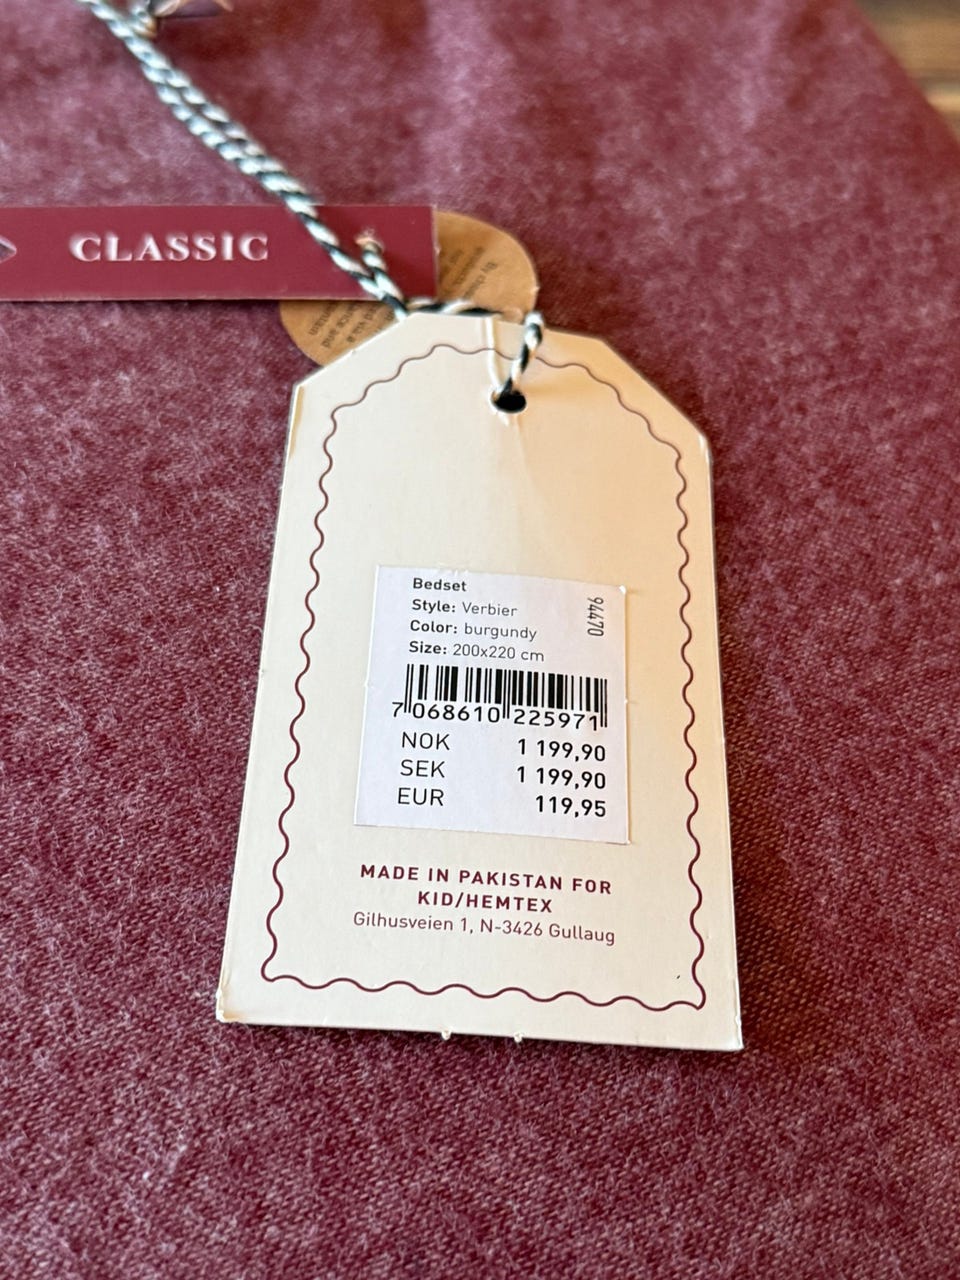 CLASSIC
By
Bedset
Style: Verbier
Color: burgundy
Size: 200x220 cm
94470
7 068610 225971
NOK 1 199,90
SEK 1 199,90
EUR 119,95
MADE IN PAKISTAN FOR
KID/HEMTEX
Gilhusveien 1, N-3426 Gullaug